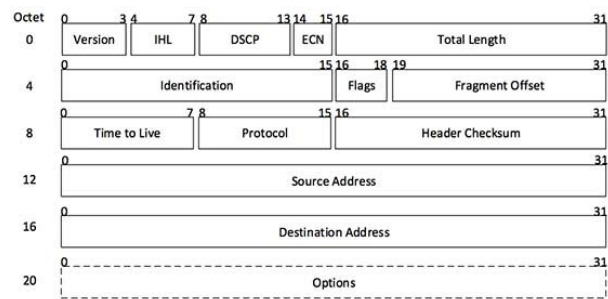 Octet 0 3 4 7 8 13 14 15 16 31
0 Version IHL DSCP ECN Total Length
0 15 16 18 19 31
4 Identification Flags Fragment Offset
0 7 8 15 16 31
8 Time to Live Protocol Header Checksum
0 31
12 Source Address
0 31
16 Destination Address
0 31
20 Options